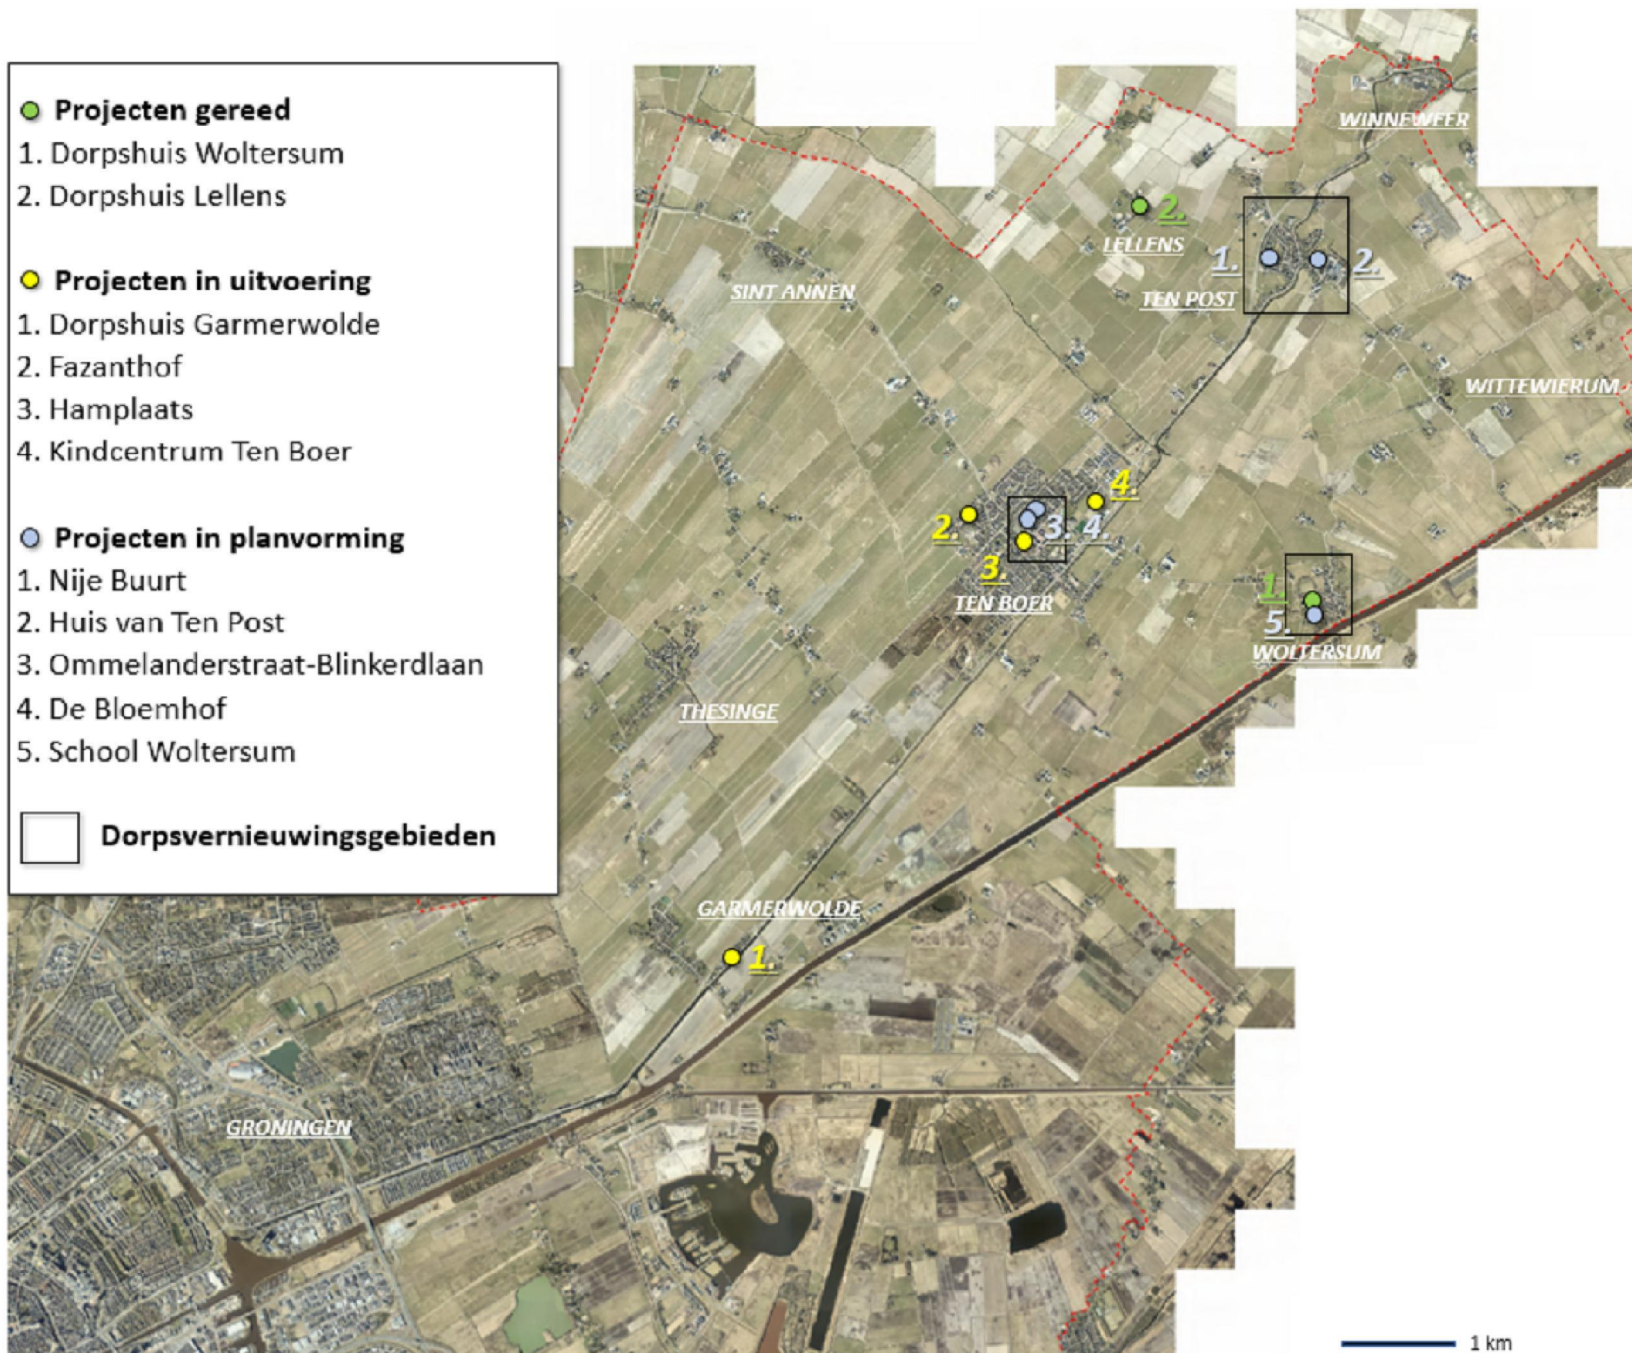 Projecten gereed
1. Dorpshuis Woltersum
2. Dorpshuis Lellens
Projecten in uitvoering
1. Dorpshuis Garmerwolde
2. Fazanthof
3. Hamplaats
4. Kindcentrum Ten Boer
Projecten in planvorming
1. Nije Buurt
2. Huis van Ten Post
3. Ommelanderstraat-Blinkerdlaan
4. De Bloemhof
5. School Woltersum
Dorpsvernieuwingsgebieden
WINNEWEER
2.
LELLENS
1.
2.
TEN POST
SINT ANNEN
WITTEWIERUM
4.
2.
3. 4.
3.
TEN BOER
1.
5.
WOLTERSUM
THESINGE
GARMERWOLDE
1.
GRONINGEN
1 km